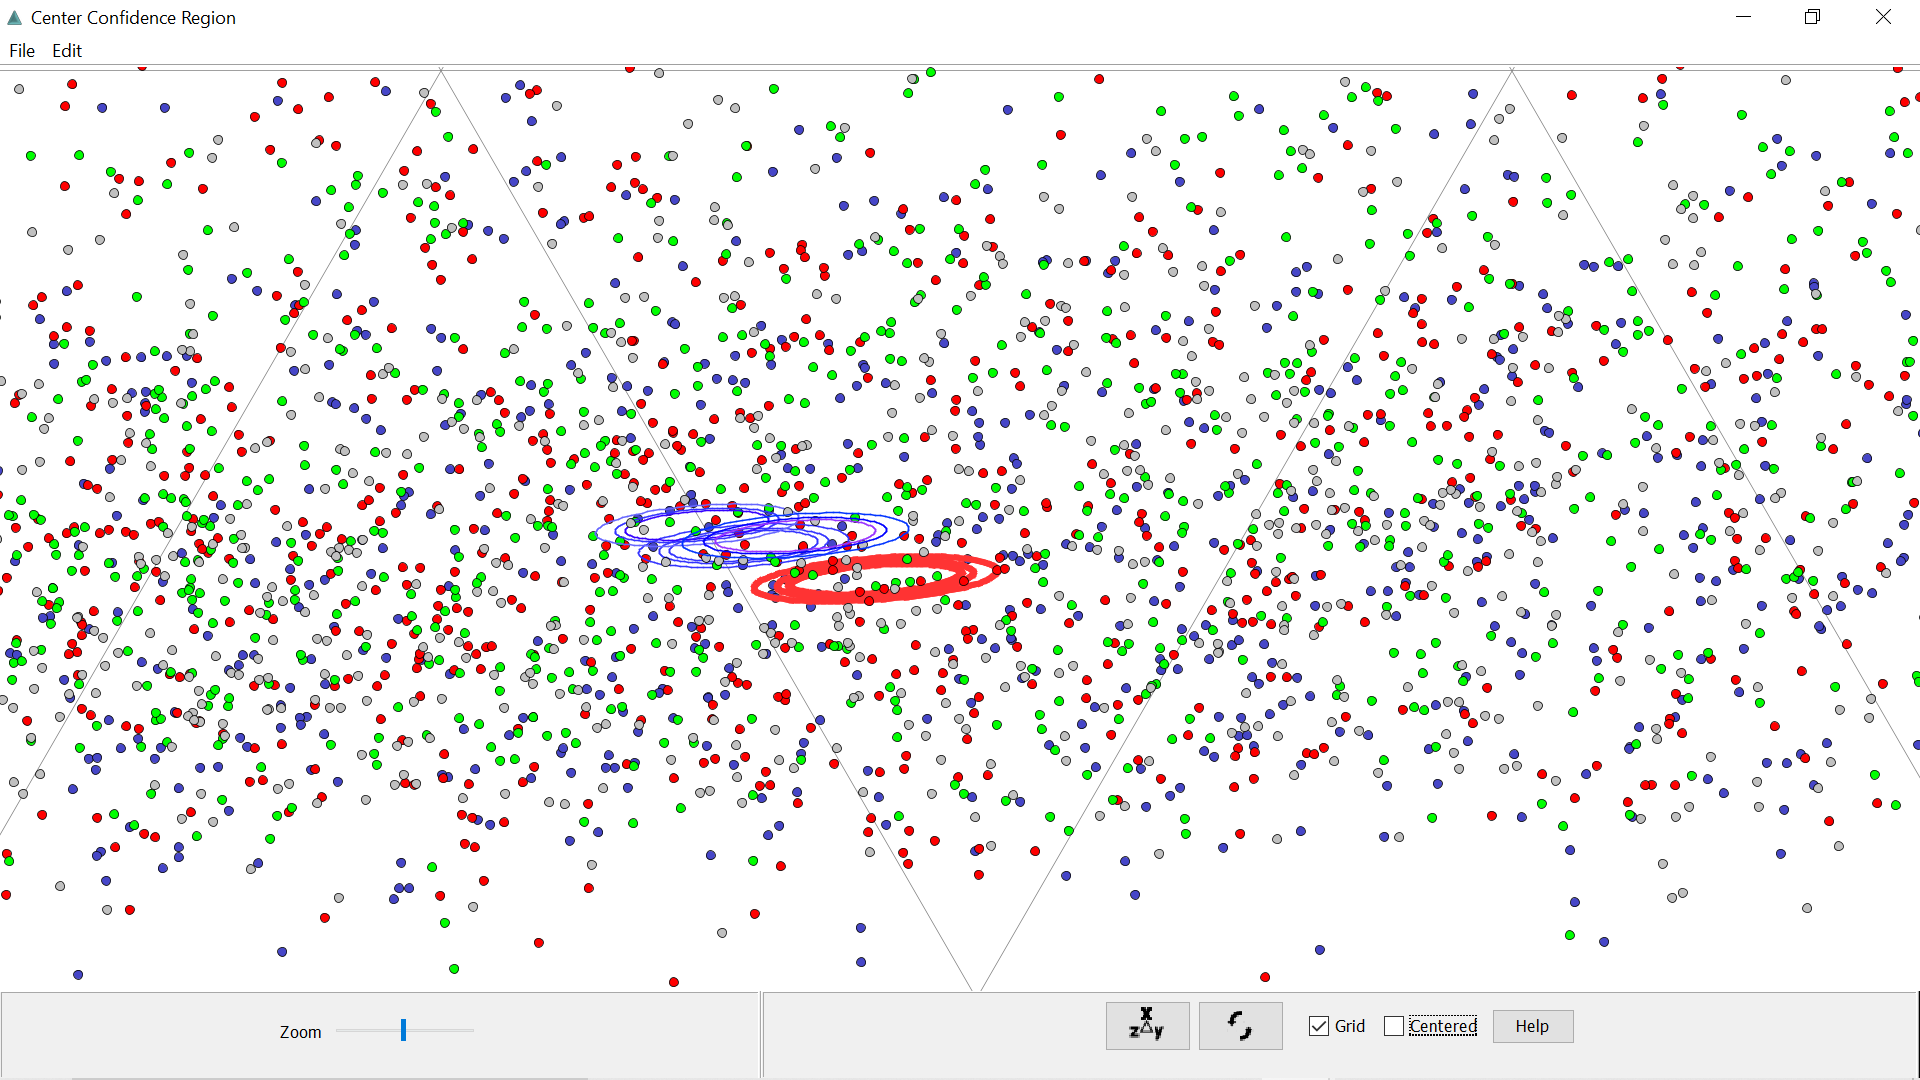 Center Confidence Region
File Edit
Zoom
X
z y
Grid
Centered
Help